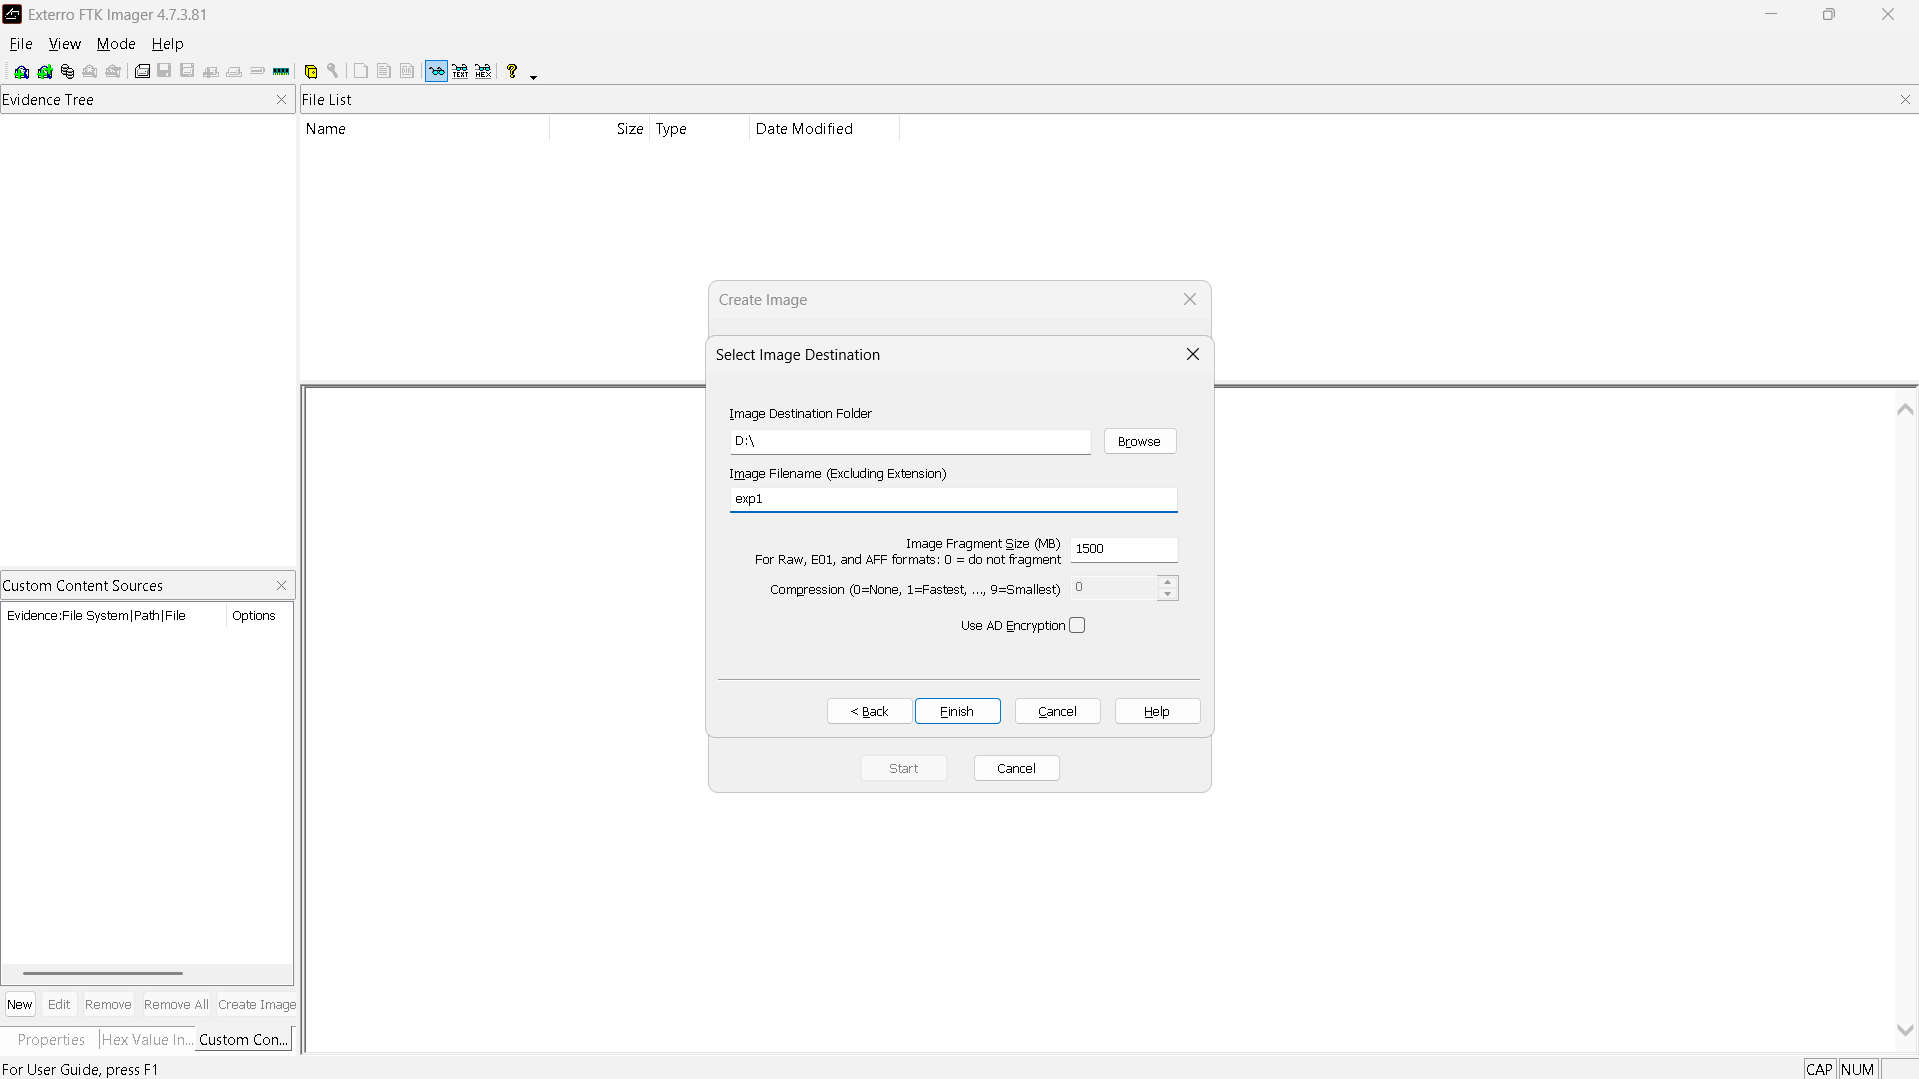 Exterro FTK Imager 4.7.3.81
File View Mode Help
TEXT HEX
Evidence Tree
File List
Name Size Type Date Modified
Create Image
Select Image Destination
Image Destination Folder
D:\
Browse
Image Filename (Excluding Extension)
exp1
Image Fragment Size (MB)
For Raw, E01, and AFF formats: 0 = do not fragment
1500
Compression (0=None, 1=Fastest, ..., 9=Smallest)
0
Use AD Encryption
< Back Finish Cancel Help
Start Cancel
Custom Content Sources
Evidence:File System|Path|File Options
New Edit Remove Remove All Create Image
Properties Hex Value In... Custom Con...
For User Guide, press F1
CAP NUM